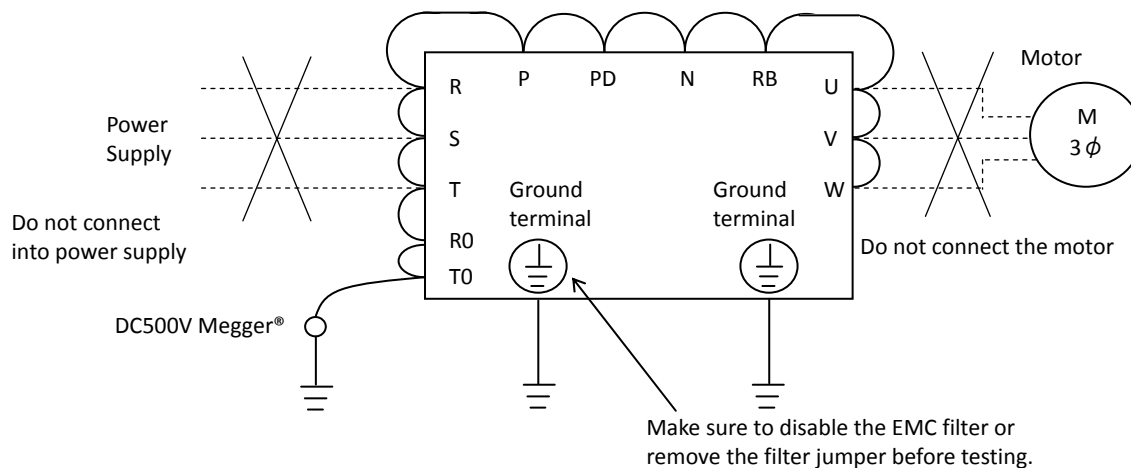 P PD N RB
R
S
T
R0
T0
U
V
W
Power
Supply
Do not connect
into power supply
Ground
terminal
Ground
terminal
Motor
M
3ϕ
Do not connect the motor
DC500V Megger®
Make sure to disable the EMC filter or
remove the filter jumper before testing.